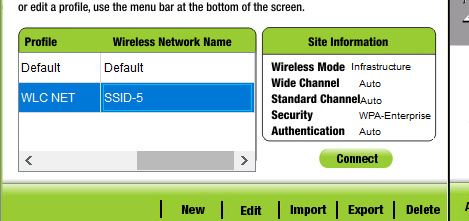 or edit a profile, use the menu bar at the bottom of the screen.
Profile Wireless Network Name
Default Default
WLC NET SSID-5
Site Information
Wireless Mode Infrastructure
Wide Channel Auto
Standard Channel Auto
Security WPA-Enterprise
Authentication Auto
Connect
New Edit Import Export Delete